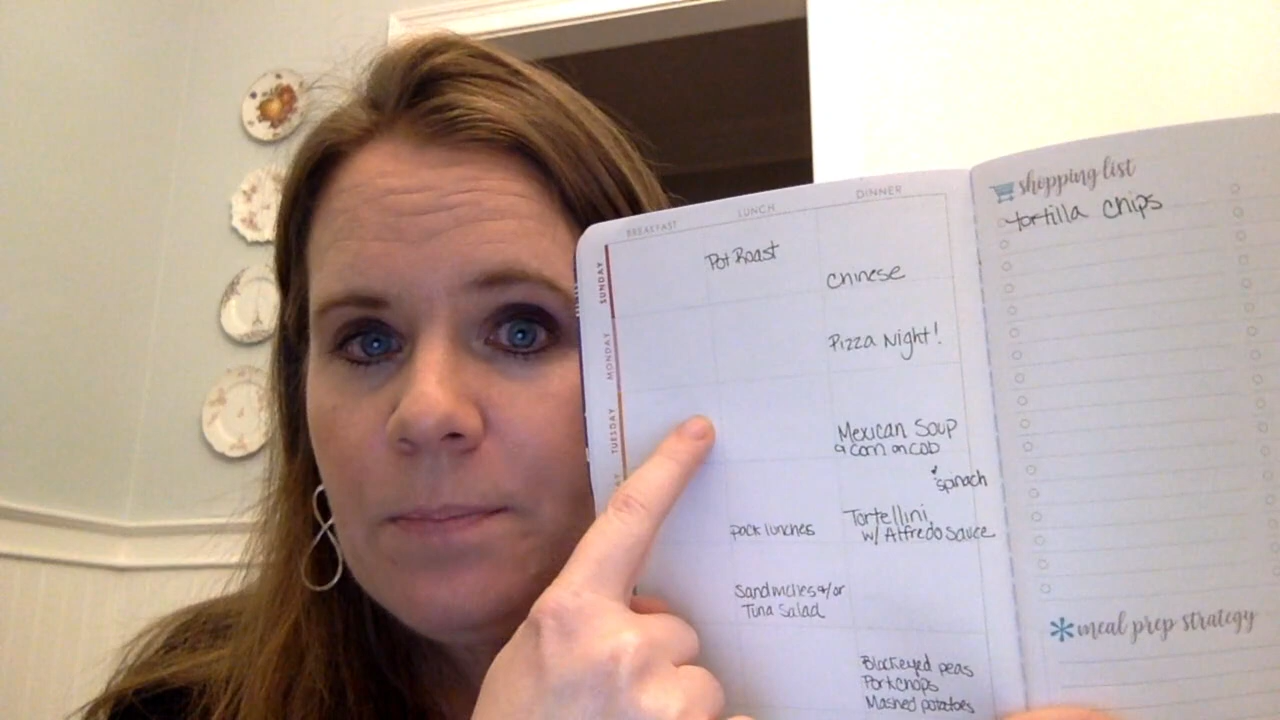 BREAKFAST LUNCH DINNER
SUNDAY
Pot Roast
Chinese
MONDAY
Pizza Night!
TUESDAY
Mexican Soup
& corn on cob
spinach
pack lunches
Tortellini
w/ Alfredo sauce
Sandwiches &/or
Tuna Salad
Blackeyed peas
Porkchops
Mashed potatoes
shopping list
tortilla chips
meal prep strategy